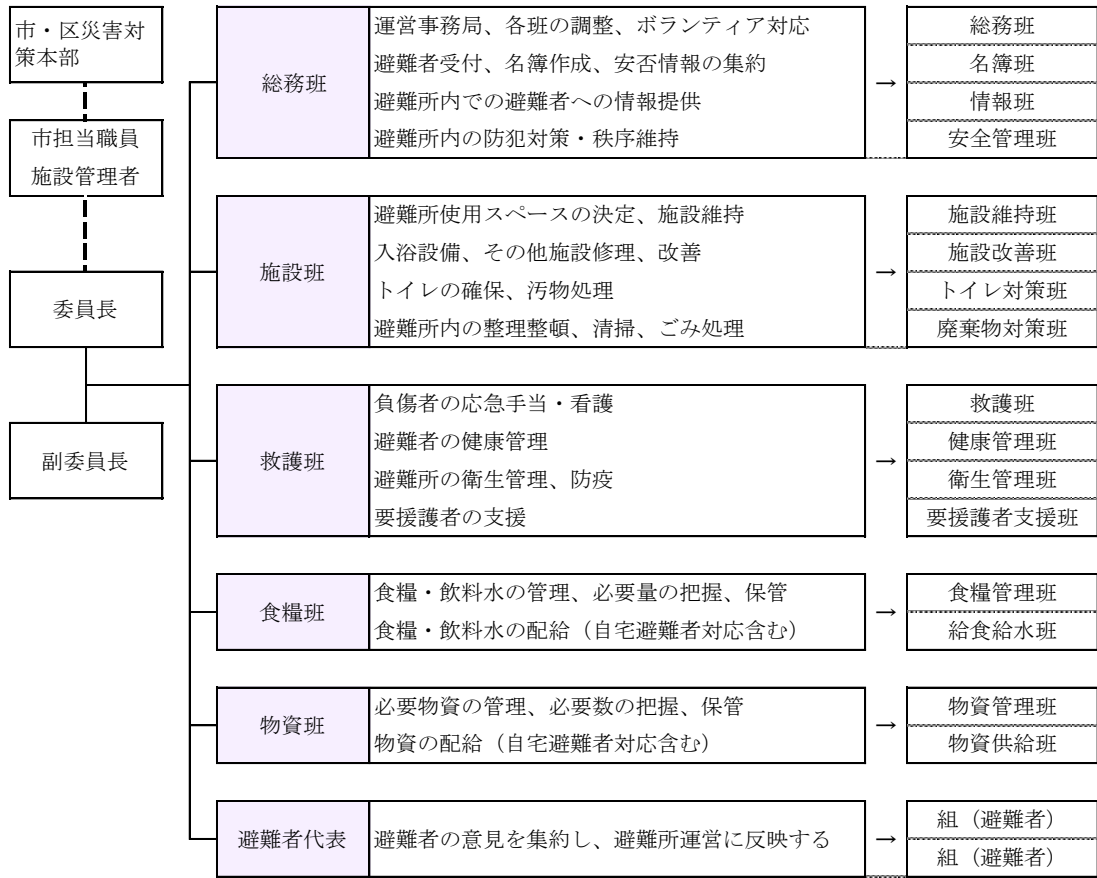 市・区災害対
策本部
市担当職員
施設管理者
委員長
副委員長
総務班
運営事務局、各班の調整、ボランティア対応
避難者受付、名簿作成、安否情報の集約
避難所内での避難者への情報提供
避難所内の防犯対策・秩序維持
→
総務班
名簿班
情報班
安全管理班
施設班
避難所使用スペースの決定、施設維持
入浴設備、その他施設修理、改善
トイレの確保、汚物処理
避難所内の整理整頓、清掃、ごみ処理
→
施設維持班
施設改善班
トイレ対策班
廃棄物対策班
救護班
負傷者の応急手当・看護
避難者の健康管理
避難所の衛生管理、防疫
要援護者の支援
→
救護班
健康管理班
衛生管理班
要援護者支援班
食糧班
食糧・飲料水の管理、必要量の把握、保管
食糧・飲料水の配給（自宅避難者対応含む）
→
食糧管理班
給食給水班
物資班
必要物資の管理、必要数の把握、保管
物資の配給（自宅避難者対応含む）
→
物資管理班
物資供給班
避難者代表
避難者の意見を集約し、避難所運営に反映する
→
組（避難者）
組（避難者）